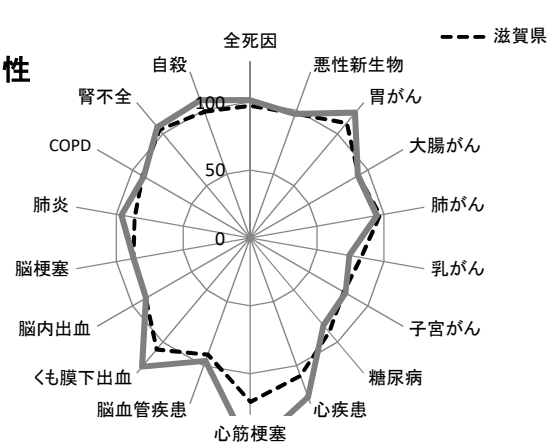 滋賀県
性
全死因
悪性新生物
胃がん
大腸がん
肺がん
乳がん
子宮がん
糖尿病
心疾患
心筋梗塞
脳血管疾患
くも膜下出血
脳内出血
脳梗塞
肺炎
COPD
腎不全
自殺
100
50
0